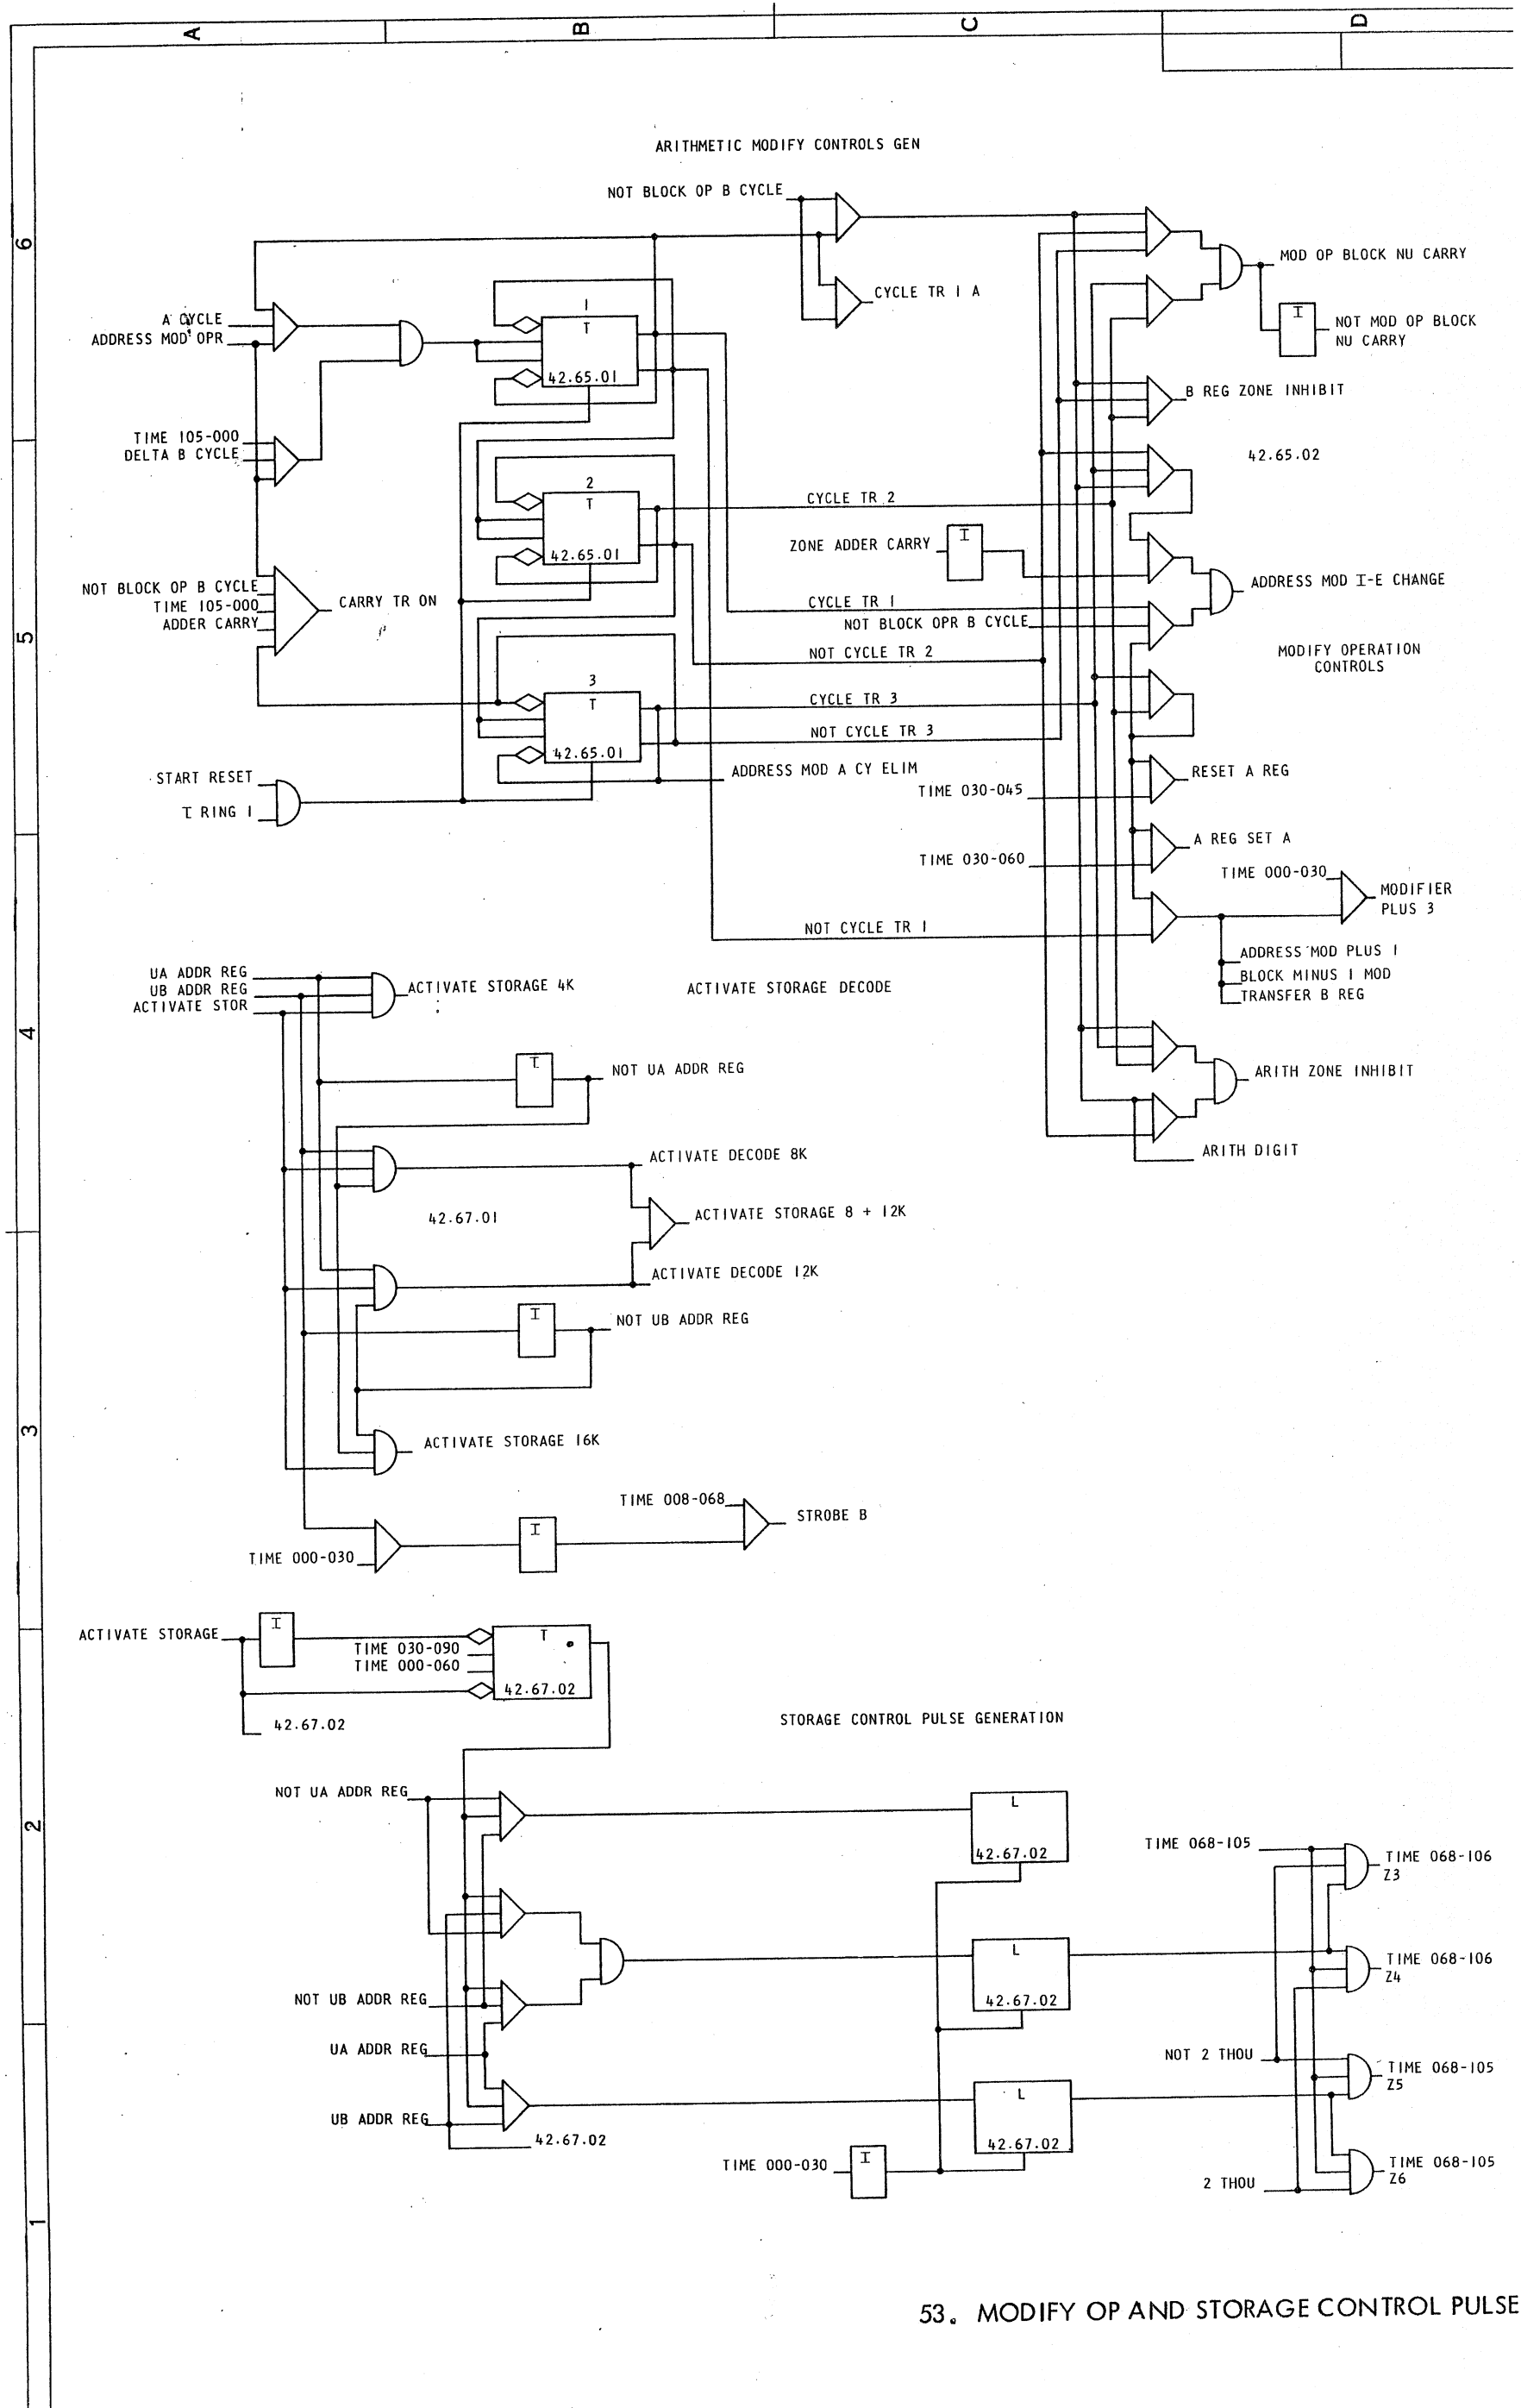 A
B
C
D
ARITHMETIC MODIFY CONTROLS GEN
NOT BLOCK OP B CYCLE
6
MOD OP BLOCK NU CARRY
CYCLE TR 1 A
A CYCLE
ADDRESS MOD OPR
1
T
42.65.01
I
NOT MOD OP BLOCK
NU CARRY
B REG ZONE INHIBIT
TIME 105-000
DELTA B CYCLE
42.65.02
2
T
42.65.01
CYCLE TR 2
ZONE ADDER CARRY
I
ADDRESS MOD I-E CHANGE
NOT BLOCK OP B CYCLE
TIME 105-000
ADDER CARRY
CARRY TR ON
CYCLE TR 1
NOT BLOCK OPR B CYCLE
5
NOT CYCLE TR 2
MODIFY OPERATION
CONTROLS
3
T
42.65.01
CYCLE TR 3
NOT CYCLE TR 3
ADDRESS MOD A CY ELIM
START RESET
I RING 1
RESET A REG
TIME 030-045
A REG SET A
TIME 030-060
TIME 000-030
MODIFIER
PLUS 3
NOT CYCLE TR 1
ADDRESS MOD PLUS 1
BLOCK MINUS 1 MOD
TRANSFER B REG
UA ADDR REG
UB ADDR REG
ACTIVATE STOR
ACTIVATE STORAGE 4K
ACTIVATE STORAGE DECODE
4
I
NOT UA ADDR REG
ARITH ZONE INHIBIT
ARITH DIGIT
ACTIVATE DECODE 8K
42.67.01
ACTIVATE STORAGE 8 + 12K
ACTIVATE DECODE 12K
I
NOT UB ADDR REG
3
ACTIVATE STORAGE 16K
TIME 008-068
STROBE B
TIME 000-030
I
ACTIVATE STORAGE
I
TIME 030-090
TIME 000-060
T
42.67.02
42.67.02
STORAGE CONTROL PULSE GENERATION
NOT UA ADDR REG
L
42.67.02
2
TIME 068-105
TIME 068-106
Z3
L
42.67.02
TIME 068-106
Z4
NOT UB ADDR REG
UA ADDR REG
NOT 2 THOU
TIME 068-105
Z5
L
42.67.02
UB ADDR REG
42.67.02
TIME 000-030
I
2 THOU
TIME 068-105
Z6
1
53. MODIFY OP AND STORAGE CONTROL PULSE